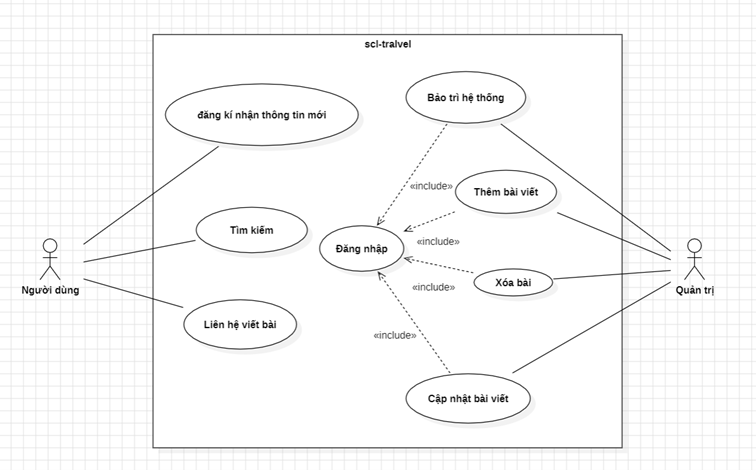 scl-tralvel
đăng kí nhận thông tin mới
Bảo trì hệ thống
«include»
Thêm bài viết
Tìm kiếm
Đăng nhập
«include»
Người dùng
Xóa bài
Quản trị
«include»
Liên hệ viết bài
«include»
Cập nhật bài viết